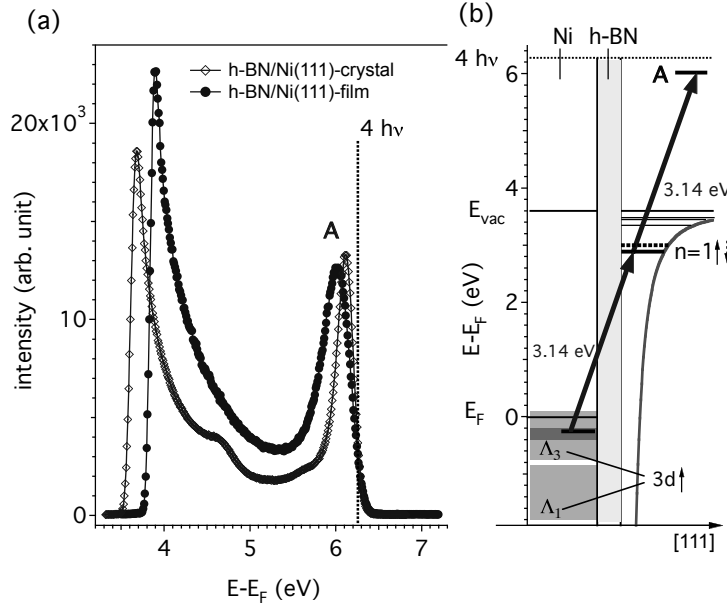 (a)
h-BN/Ni(111)-crystal
h-BN/Ni(111)-film
20x10³
4 hν
A
intensity (arb. unit)
10
0
4
5
6
7
E-E_F (eV)
(b)
Ni
h-BN
4 hν
6
A
3.14 eV
E_vac
4
n=1
E-E_F (eV)
2
3.14 eV
E_F
0
Λ₃
3d↑
Λ₁
[111]